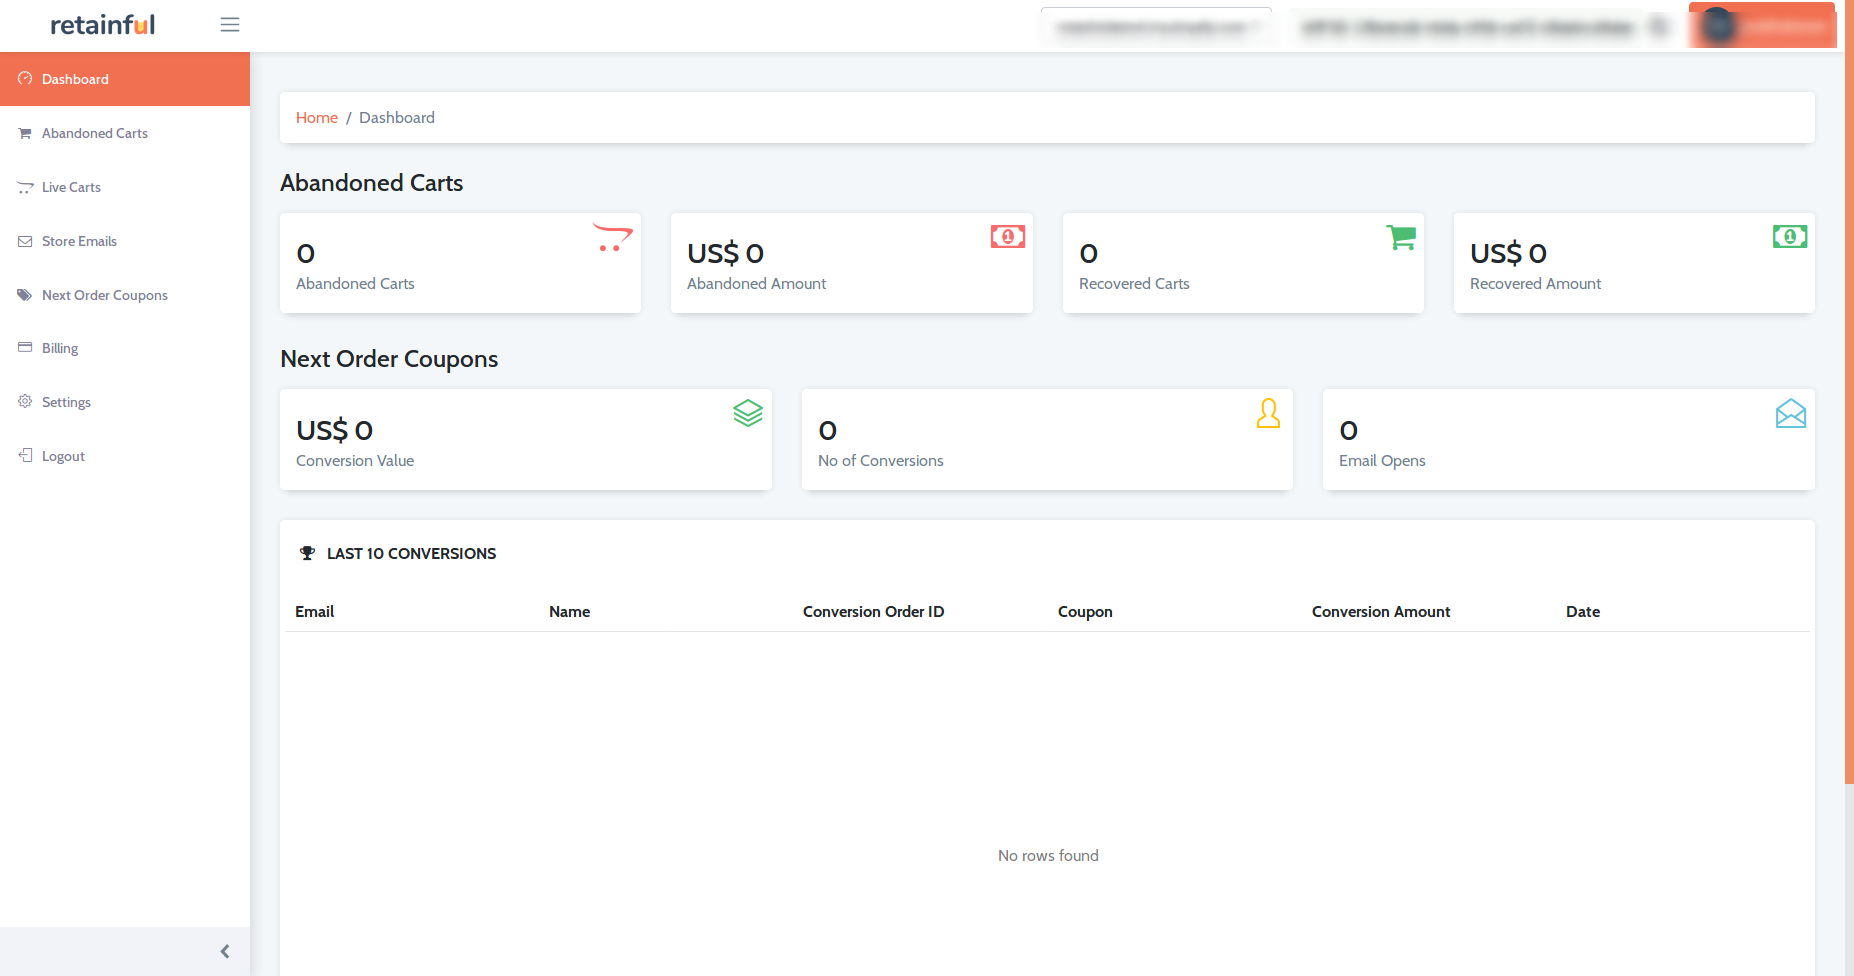 retainful
Dashboard
Abandoned Carts
Live Carts
Store Emails
Next Order Coupons
Billing
Settings
Logout
Home / Dashboard
Abandoned Carts
0
Abandoned Carts
US$ 0
Abandoned Amount
0
Recovered Carts
US$ 0
Recovered Amount
Next Order Coupons
US$ 0
Conversion Value
0
No of Conversions
0
Email Opens
LAST 10 CONVERSIONS
Email Name Conversion Order ID Coupon Conversion Amount Date
No rows found